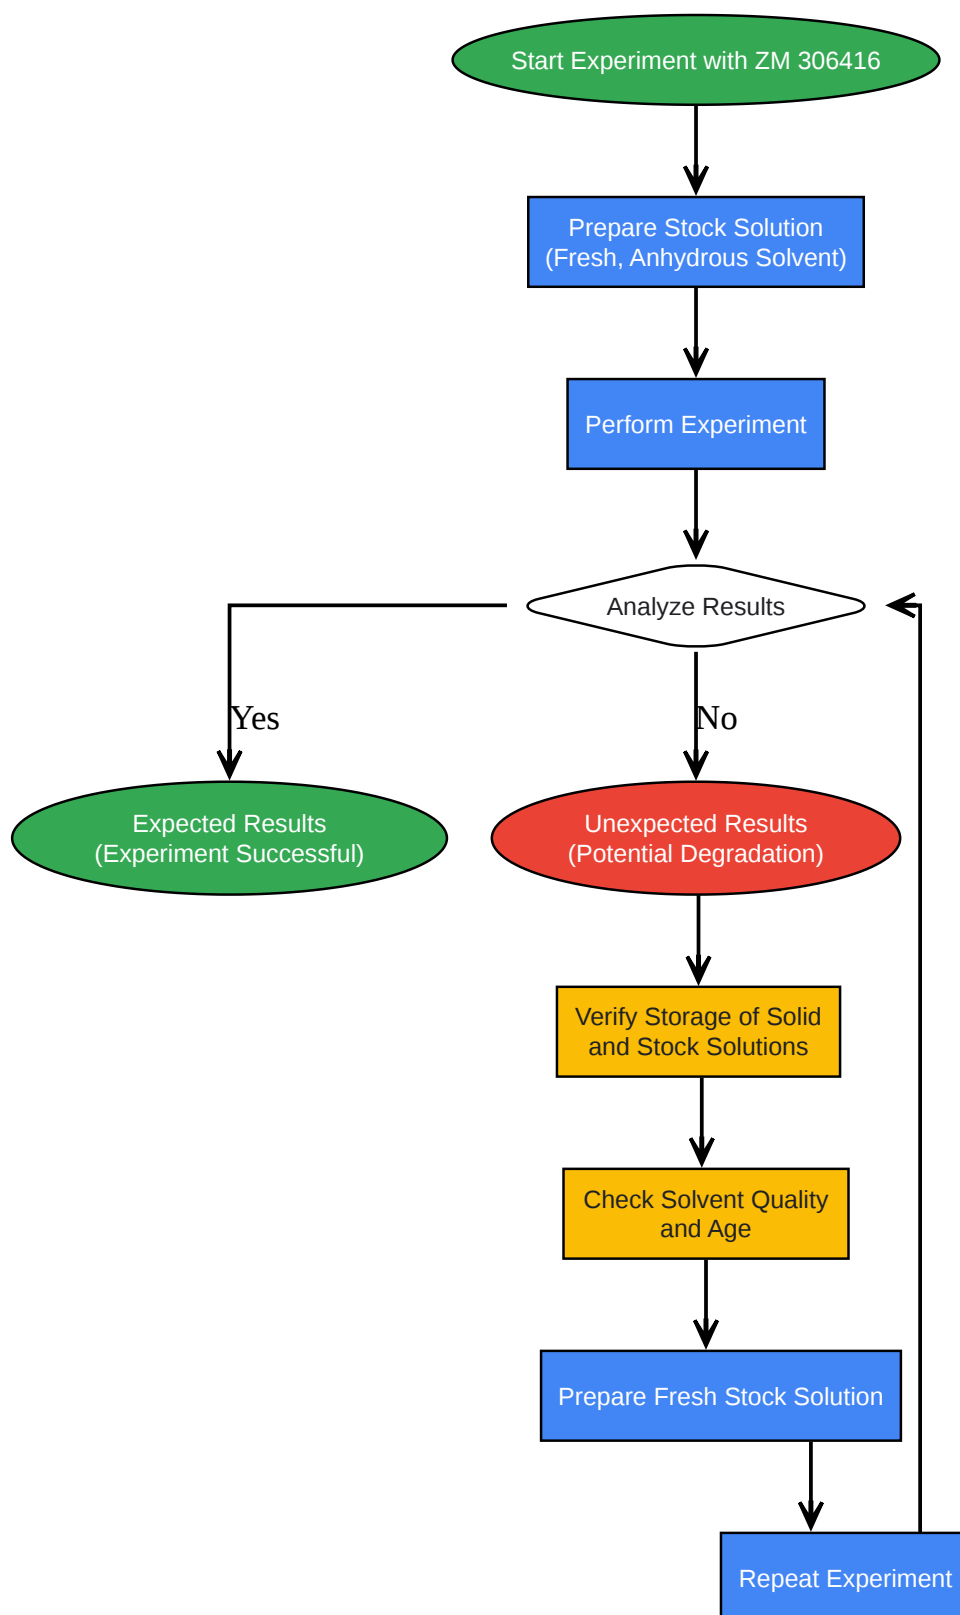 Start Experiment with ZM 306416
Prepare Stock Solution
(Fresh, Anhydrous Solvent)
Perform Experiment
Analyze Results
Yes
No
Expected Results
(Experiment Successful)
Unexpected Results
(Potential Degradation)
Verify Storage of Solid
and Stock Solutions
Check Solvent Quality
and Age
Prepare Fresh Stock Solution
Repeat Experiment